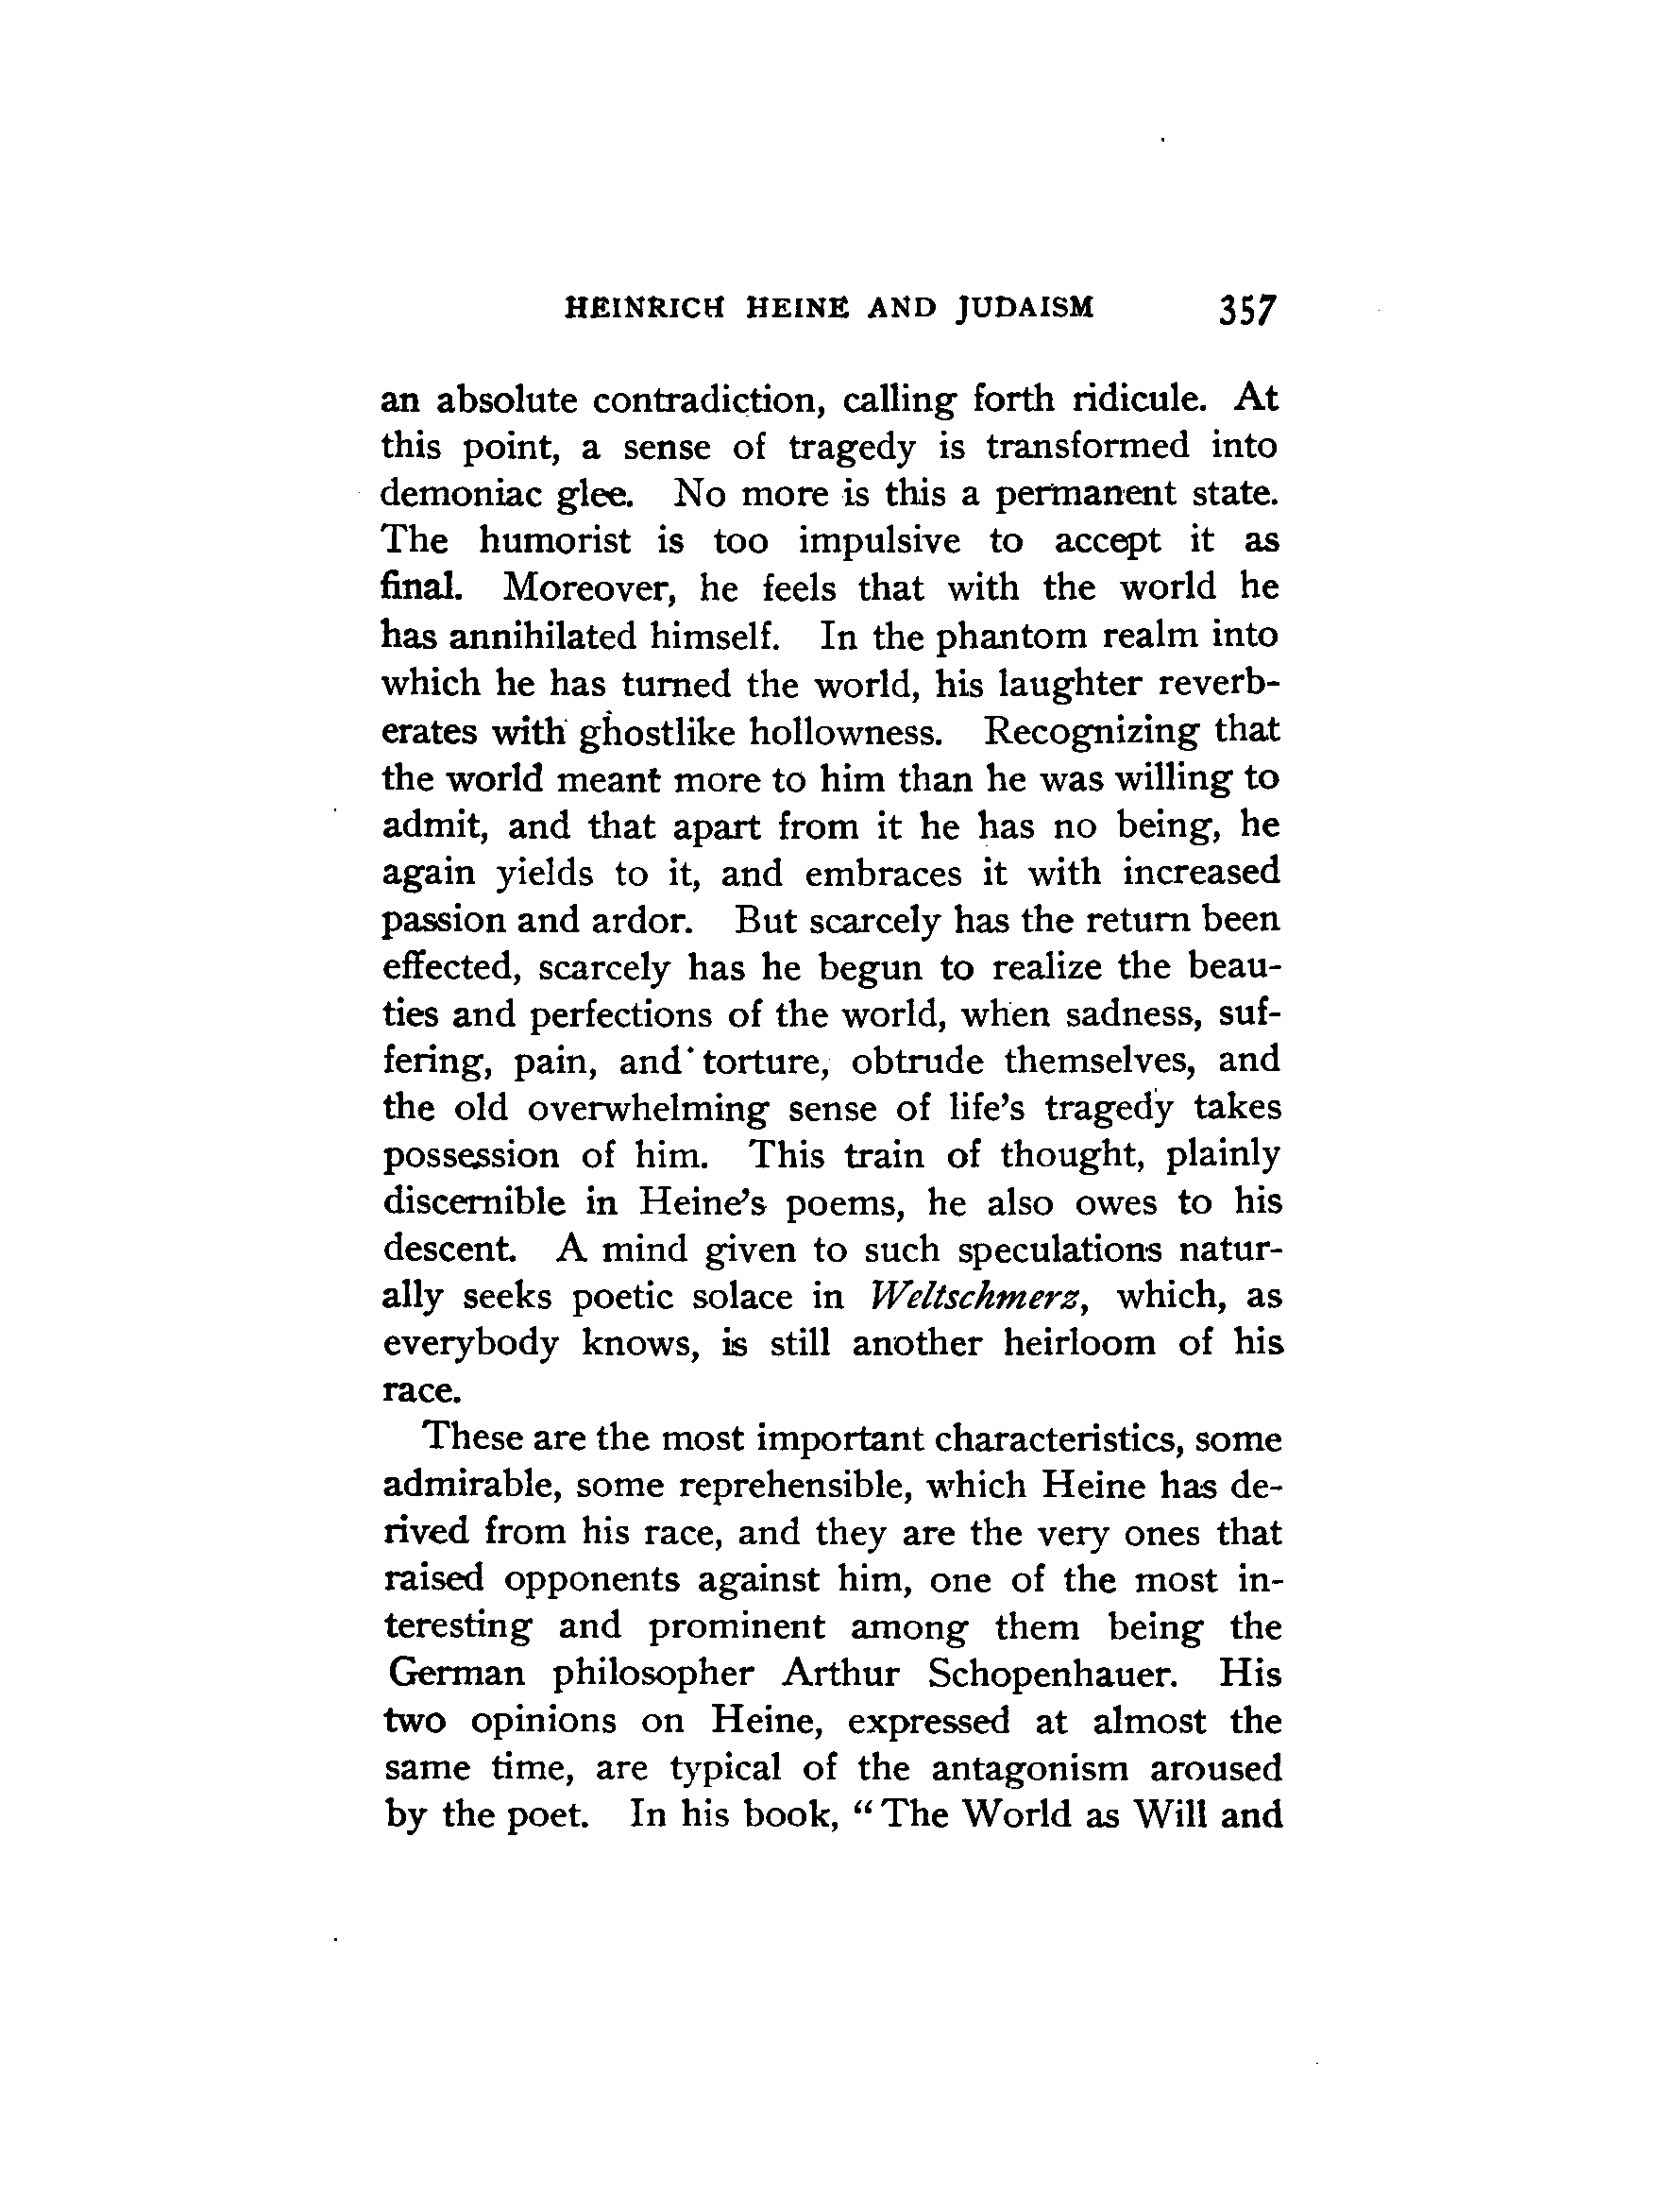 HEINRICH HEINE AND JUDAISM 357
an absolute contradiction, calling forth ridicule. At
this point, a sense of tragedy is transformed into
demoniac glee. No more is this a permanent state.
The humorist is too impulsive to accept it as
final. Moreover, he feels that with the world he
has annihilated himself. In the phantom realm into
which he has turned the world, his laughter reverb-
erates with ghostlike hollowness. Recognizing that
the world meant more to him than he was willing to
admit, and that apart from it he has no being, he
again yields to it, and embraces it with increased
passion and ardor. But scarcely has the return been
effected, scarcely has he begun to realize the beau-
ties and perfections of the world, when sadness, suf-
fering, pain, and torture, obtrude themselves, and
the old overwhelming sense of life's tragedy takes
possession of him. This train of thought, plainly
discernible in Heine's poems, he also owes to his
descent. A mind given to such speculations natur-
ally seeks poetic solace in Weltschmerz, which, as
everybody knows, is still another heirloom of his
race.
These are the most important characteristics, some
admirable, some reprehensible, which Heine has de-
rived from his race, and they are the very ones that
raised opponents against him, one of the most in-
teresting and prominent among them being the
German philosopher Arthur Schopenhauer. His
two opinions on Heine, expressed at almost the
same time, are typical of the antagonism aroused
by the poet. In his book, “The World as Will and